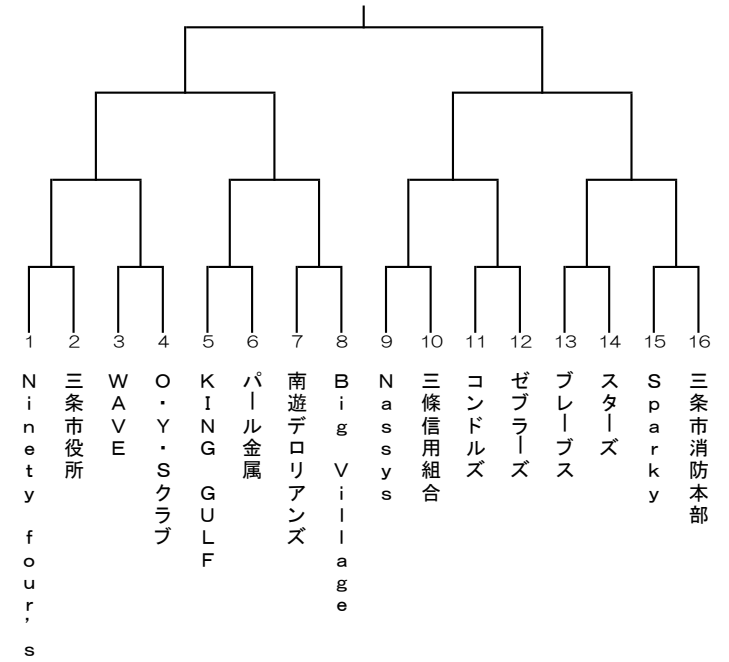 1 2 3 4 5 6 7 8 9 10 11 12 13 14 15 16
Ninety four's
三条市役所
WAVE
O・Y・Sクラブ
KING GULF
パール金属
南遊デロリアンズ
Big Village
Nassys
三條信用組合
コンドルズ
ゼブラーズ
ブレーブス
スターズ
Sparky
三条市消防本部